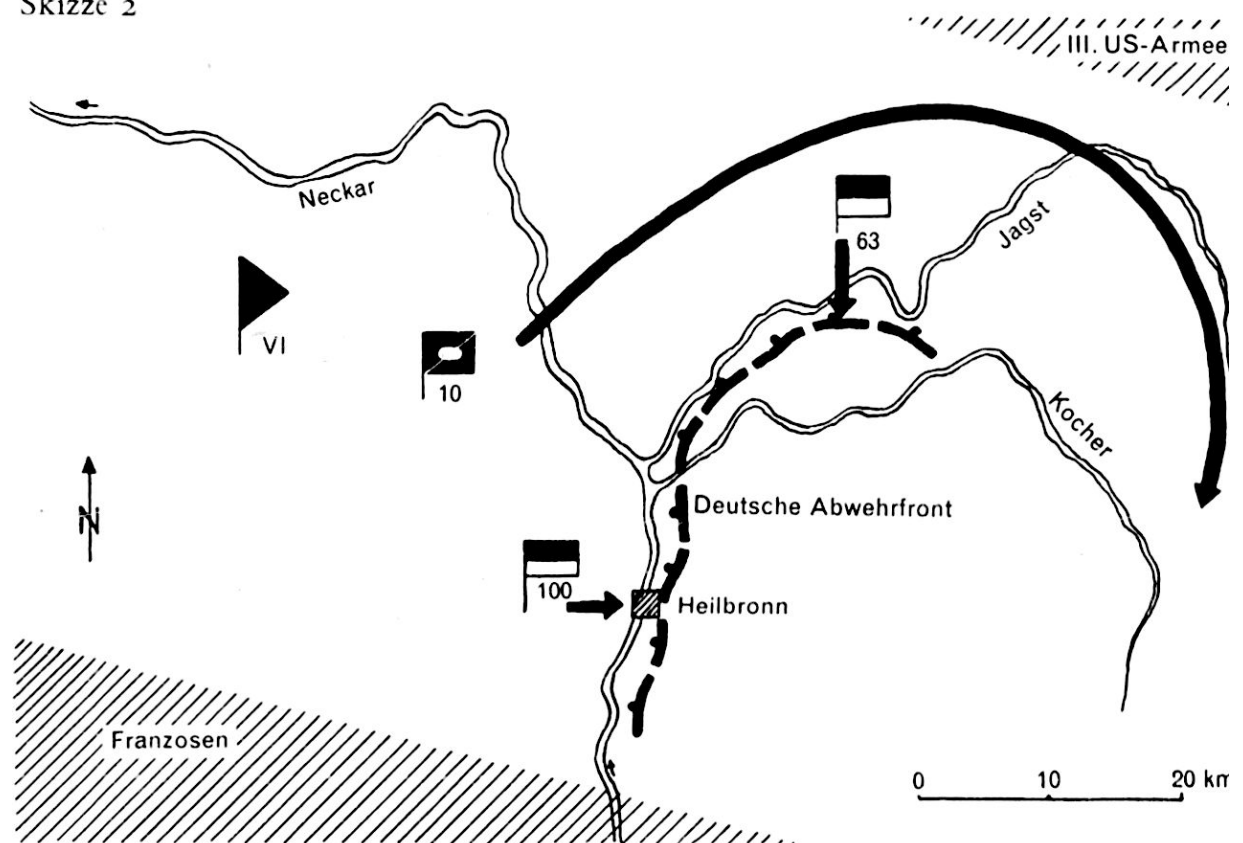 Skizze 2
III. US-Armee
Neckar
63
Jagst
VI
10
Kocher
N
Deutsche Abwehrfront
100
Heilbronn
Franzosen
0 10 20 km